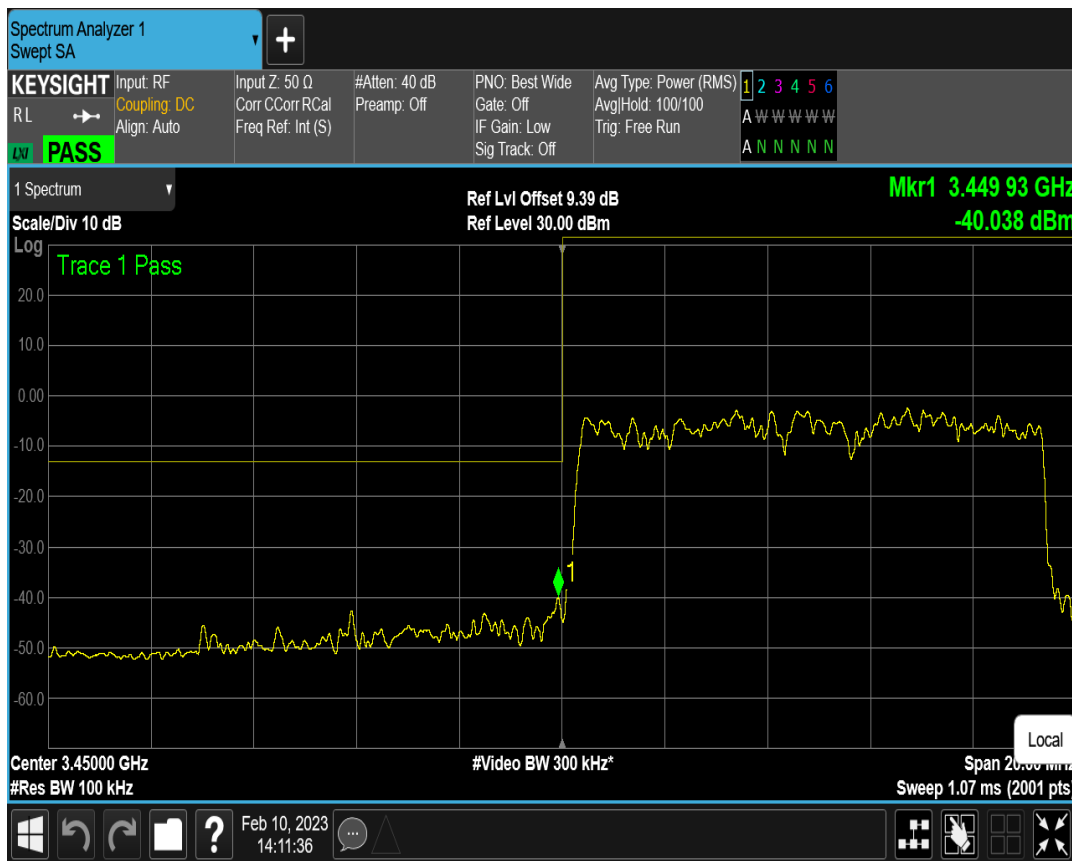 Spectrum Analyzer 1
Swept SA
KEYSIGHT
RL
LXI PASS
Input: RF
Coupling: DC
Align: Auto
Input Z: 50 Ω
Corr CCorr RCal
Freq Ref: Int (S)
#Atten: 40 dB
Preamp: Off
PNO: Best Wide
Gate: Off
IF Gain: Low
Sig Track: Off
Avg Type: Power (RMS)
Avg|Hold: 100/100
Trig: Free Run
1 2 3 4 5 6
A W W W W W
A N N N N N
1 Spectrum
Scale/Div 10 dB
Ref Lvl Offset 9.39 dB
Ref Level 30.00 dBm
Mkr1 3.449 93 GHz
-40.038 dBm
Log
Trace 1 Pass
20.0
10.0
0.00
-10.0
-20.0
-30.0
1
-40.0
-50.0
-60.0
Local
Center 3.45000 GHz
#Video BW 300 kHz*
Span 20.00 MHz
#Res BW 100 kHz
Sweep 1.07 ms (2001 pts)
?
Feb 10, 2023
14:11:36